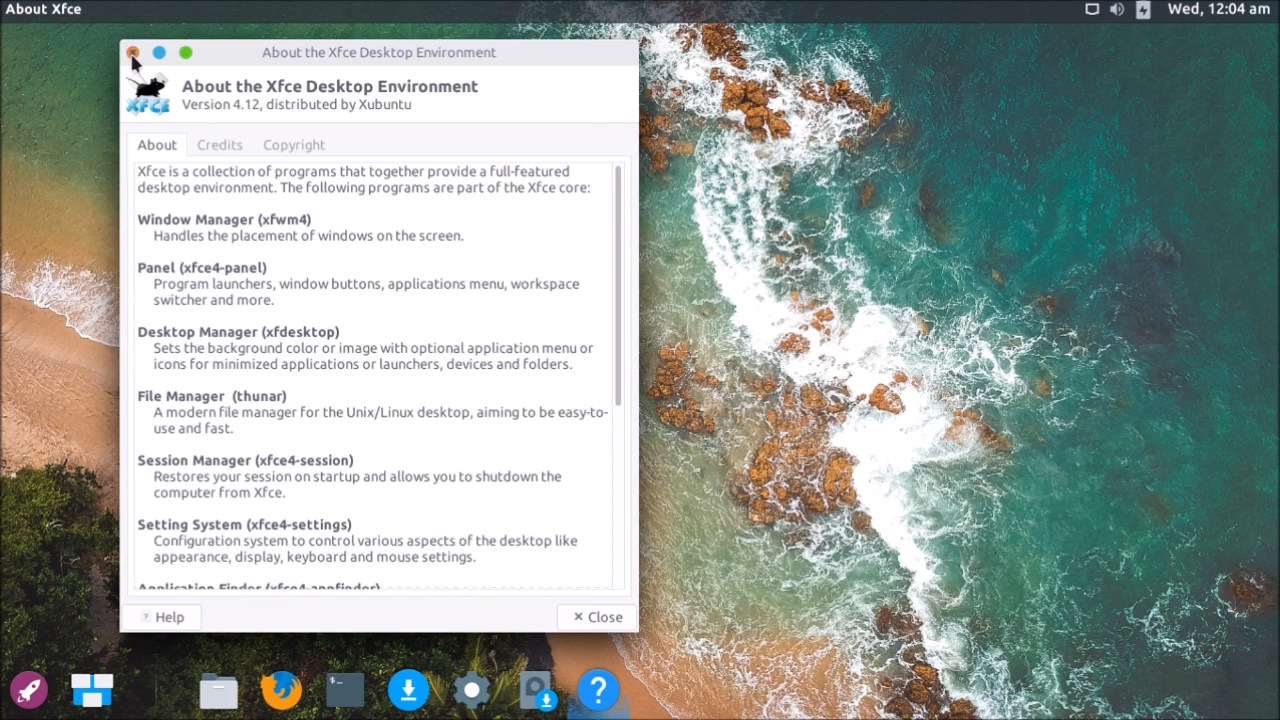 About Xfce
Wed, 12:04 am
About the Xfce Desktop Environment
XFCE
About the Xfce Desktop Environment
Version 4.12, distributed by Xubuntu
About Credits Copyright
Xfce is a collection of programs that together provide a full-featured
desktop environment. The following programs are part of the Xfce core:
Window Manager (xfwm4)
Handles the placement of windows on the screen.
Panel (xfce4-panel)
Program launchers, window buttons, applications menu, workspace
switcher and more.
Desktop Manager (xfdesktop)
Sets the background color or image with optional application menu or
icons for minimized applications or launchers, devices and folders.
File Manager (thunar)
A modern file manager for the Unix/Linux desktop, aiming to be easy-to-
use and fast.
Session Manager (xfce4-session)
Restores your session on startup and allows you to shutdown the
computer from Xfce.
Setting System (xfce4-settings)
Configuration system to control various aspects of the desktop like
appearance, display, keyboard and mouse settings.
Application Finder (xfce4-appfinder)
? Help
× Close
$-
?